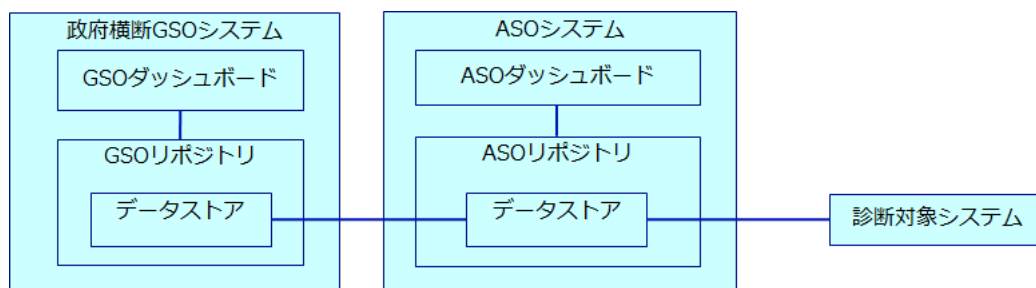 政府横断GSOシステム
GSOダッシュボード
GSOリポジトリ
データストア
ASOシステム
ASOダッシュボード
ASOリポジトリ
データストア
診断対象システム